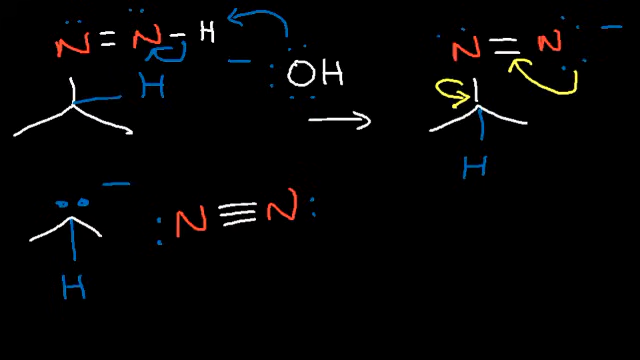 N = N - H
H
- OH
N = N -
H
-
N ≡ N
H